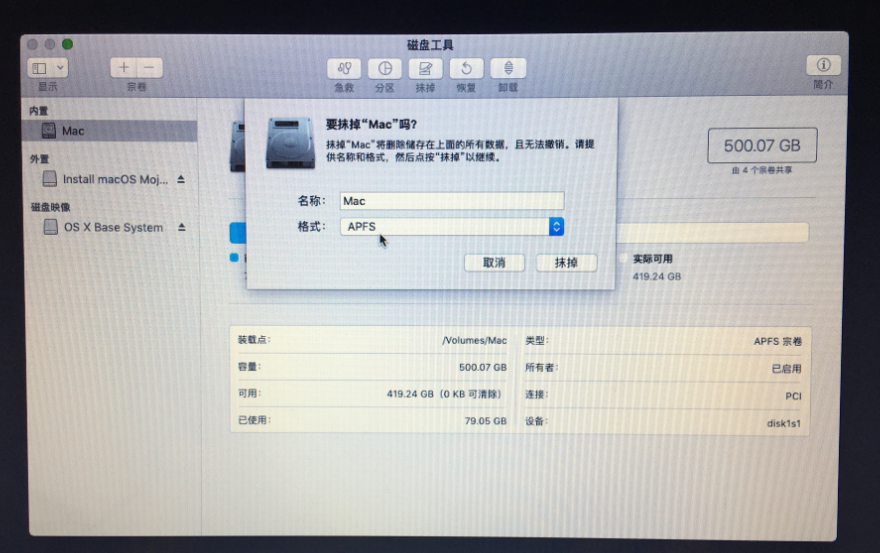 磁盘工具
显示
宗卷
急救
分区
抹掉
恢复
卸载
简介
内置
Mac
外置
Install macOS Moj...
磁盘映像
OS X Base System
要抹掉“Mac”吗?
抹掉“Mac”将删除储存在上面的所有数据,且无法撤销。请提
供名称和格式,然后点按“抹掉”以继续。
名称: Mac
格式: APFS
取消
抹掉
500.07 GB
由 4 个宗卷共享
实际可用
419.24 GB
装载点: /Volumes/Mac
类型: APFS 宗卷
容量: 500.07 GB
所有者: 已启用
可用: 419.24 GB(0 KB 可清除)
连接: PCI
已使用: 79.05 GB
设备: disk1s1